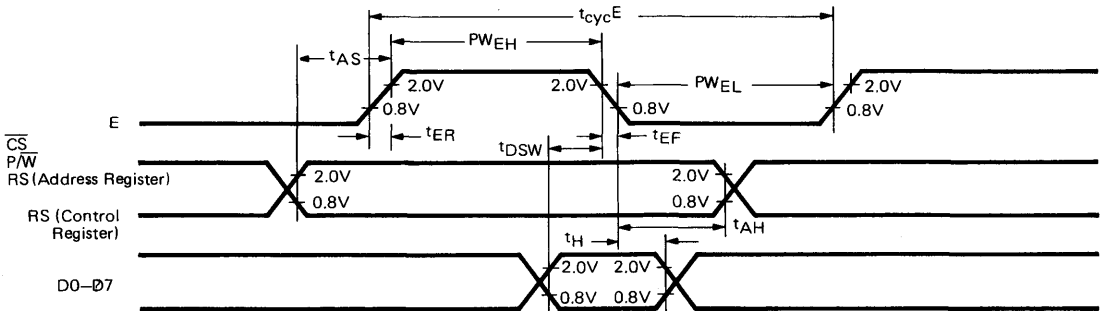 tcycE
PWEH
tAS
2.0V
2.0V
PWEL
2.0V
0.8V
0.8V
0.8V
E
tER
tEF
CS
P/W
RS (Address Register)
tDSW
2.0V
2.0V
0.8V
0.8V
RS (Control
Register)
tH
tAH
2.0V
2.0V
D0–D7
0.8V
0.8V